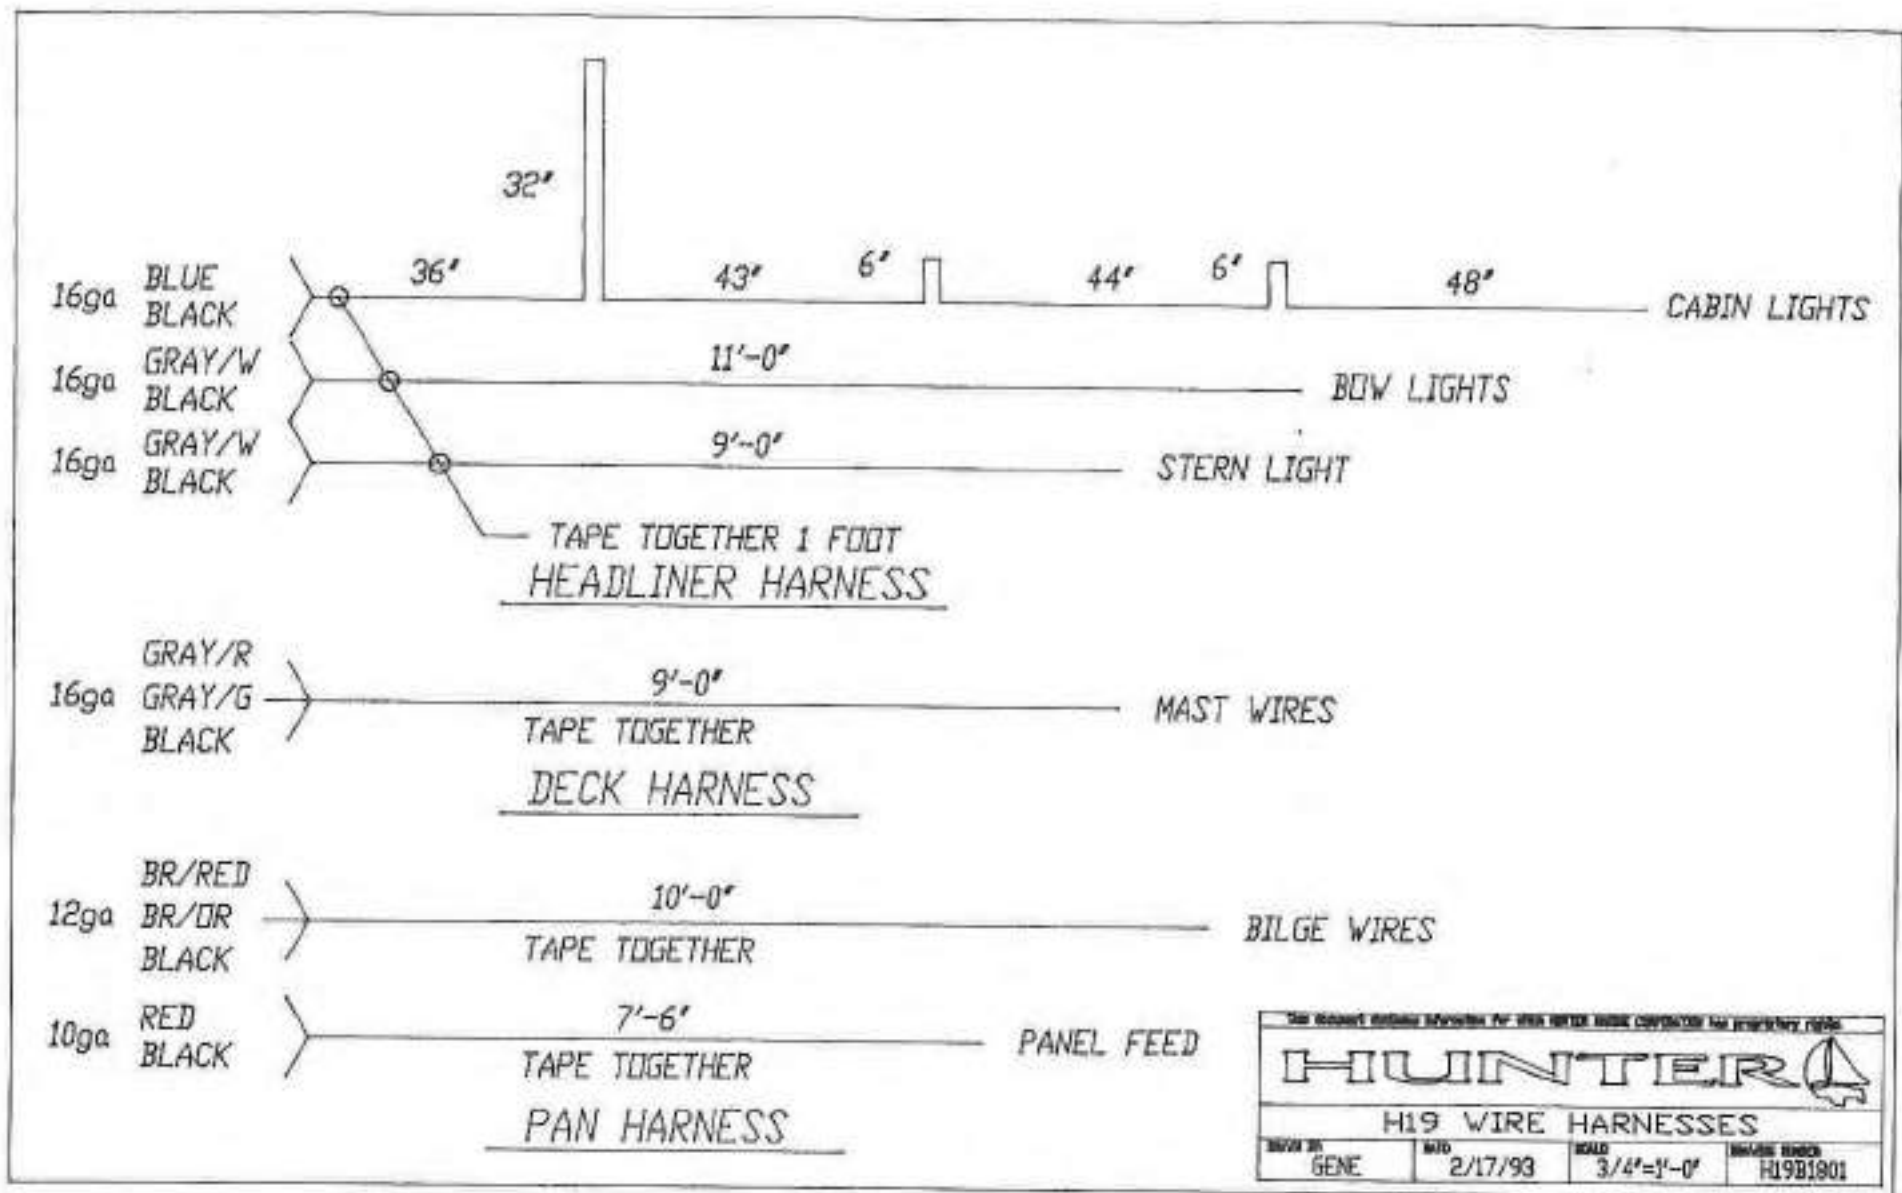 32"
16ga BLUE 36" 43" 6" 44" 6" 48" CABIN LIGHTS
BLACK
16ga GRAY/W 11'-0" BOW LIGHTS
BLACK
16ga GRAY/W 9'-0" STERN LIGHT
BLACK
TAPE TOGETHER 1 FOOT
HEADLINER HARNESS
GRAY/R
16ga GRAY/G 9'-0" MAST WIRES
BLACK TAPE TOGETHER
DECK HARNESS
BR/RED
12ga BR/OR 10'-0" BILGE WIRES
BLACK TAPE TOGETHER
10ga RED 7'-6" PANEL FEED
BLACK TAPE TOGETHER
PAN HARNESS
HUNTER
H19 WIRE HARNESSES
GENE 2/17/93 3/4"=1'-0" H19B1801